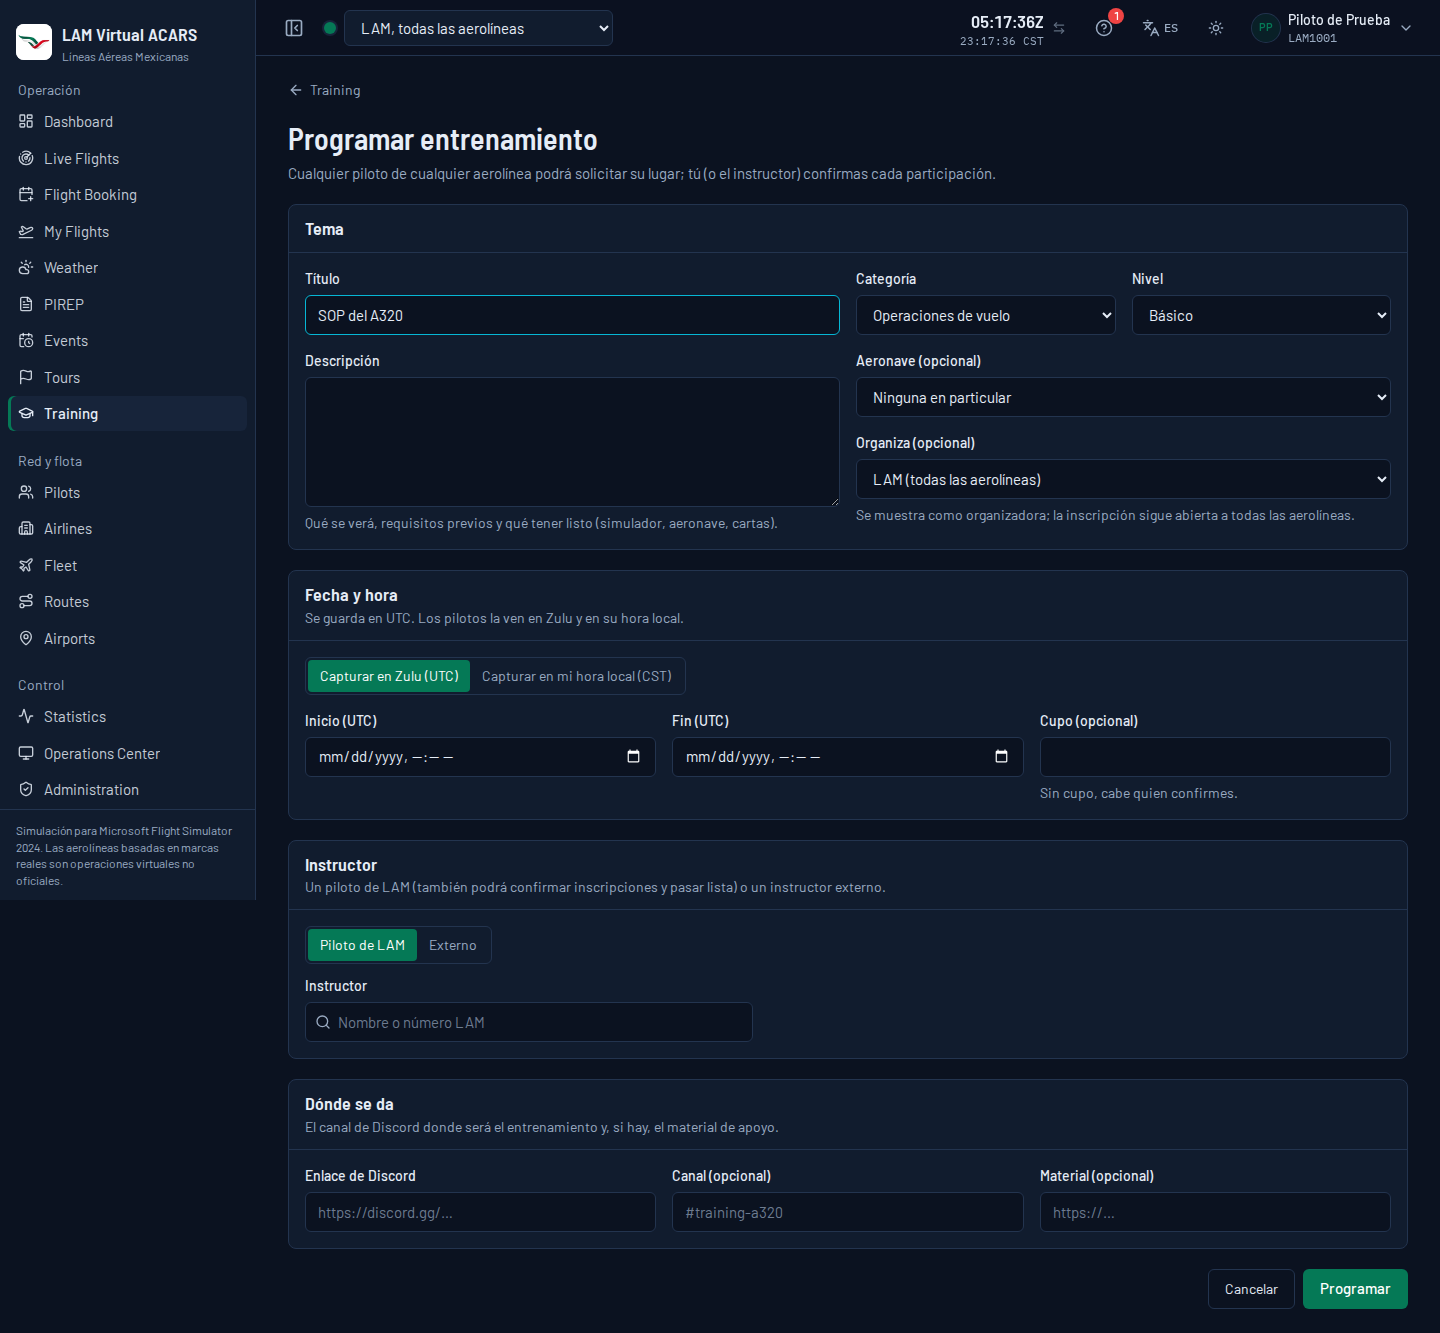 LAM Virtual ACARS
Líneas Aéreas Mexicanas
Operación
Dashboard
Live Flights
Flight Booking
My Flights
Weather
PIREP
Events
Tours
Training
Red y flota
Pilots
Airlines
Fleet
Routes
Airports
Control
Statistics
Operations Center
Administration
Simulación para Microsoft Flight Simulator
2024. Las aerolíneas basadas en marcas
reales son operaciones virtuales no
oficiales.
LAM, todas las aerolíneas
05:17:36Z
23:17:36 CST
1
ES
PP
Piloto de Prueba
LAM1001
Training
Programar entrenamiento
Cualquier piloto de cualquier aerolínea podrá solicitar su lugar; tú (o el instructor) confirmas cada participación.
Tema
Título
Categoría
Nivel
SOP del A320
Operaciones de vuelo
Básico
Descripción
Aeronave (opcional)
Ninguna en particular
Organiza (opcional)
LAM (todas las aerolíneas)
Qué se verá, requisitos previos y qué tener listo (simulador, aeronave, cartas).
Se muestra como organizadora; la inscripción sigue abierta a todas las aerolíneas.
Fecha y hora
Se guarda en UTC. Los pilotos la ven en Zulu y en su hora local.
Capturar en Zulu (UTC)
Capturar en mi hora local (CST)
Inicio (UTC)
Fin (UTC)
Cupo (opcional)
mm/dd/yyyy, --:-- --
mm/dd/yyyy, --:-- --
Sin cupo, cabe quien confirmes.
Instructor
Un piloto de LAM (también podrá confirmar inscripciones y pasar lista) o un instructor externo.
Piloto de LAM
Externo
Instructor
Nombre o número LAM
Dónde se da
El canal de Discord donde será el entrenamiento y, si hay, el material de apoyo.
Enlace de Discord
Canal (opcional)
Material (opcional)
https://discord.gg/...
#training-a320
https://...
Cancelar
Programar